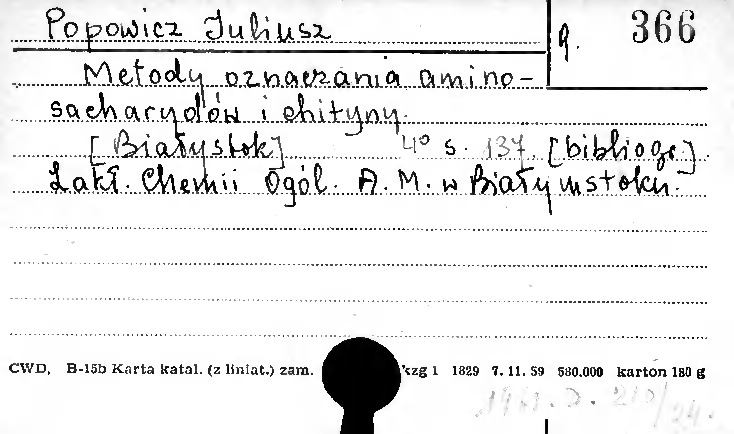 Popowicz Juliusz
q. 366
Metody oznaczania amino-
sacharydów i chityny.
[Białystok] 4° s. 137. [bibliogr.]
Zakł. Chemii Ogól. A. M. w Białymstoku.
CWD, B-15b Karta katal. (z liniat.) zam. kzg 1 1829 7. 11. 59 580.000 karton 180 g